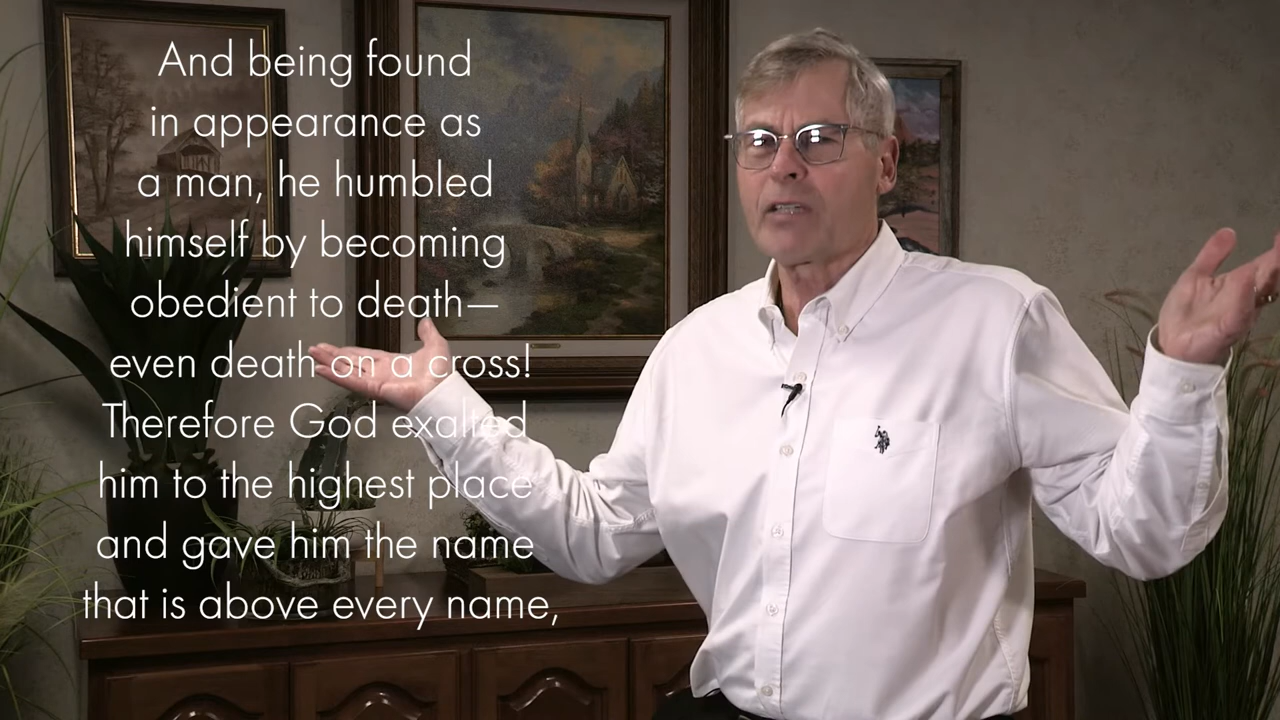 And being found
in appearance as
a man, he humbled
himself by becoming
obedient to death—
even death on a cross!
Therefore God exalted
him to the highest place
and gave him the name
that is above every name,